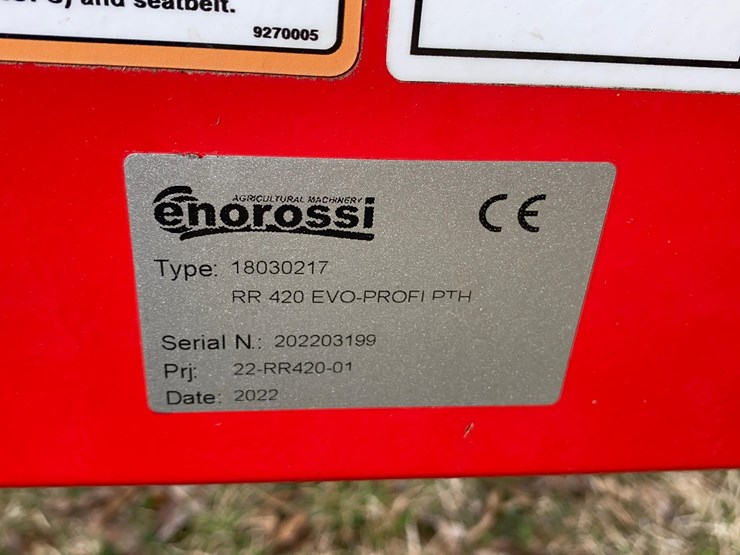 and seatbelt.
9270005
AGRICULTURAL MACHINERY
enorossi
CE
Type: 18030217
RR 420 EVO-PROFI PTH
Serial N.: 202203199
Prj: 22-RR420-01
Date: 2022